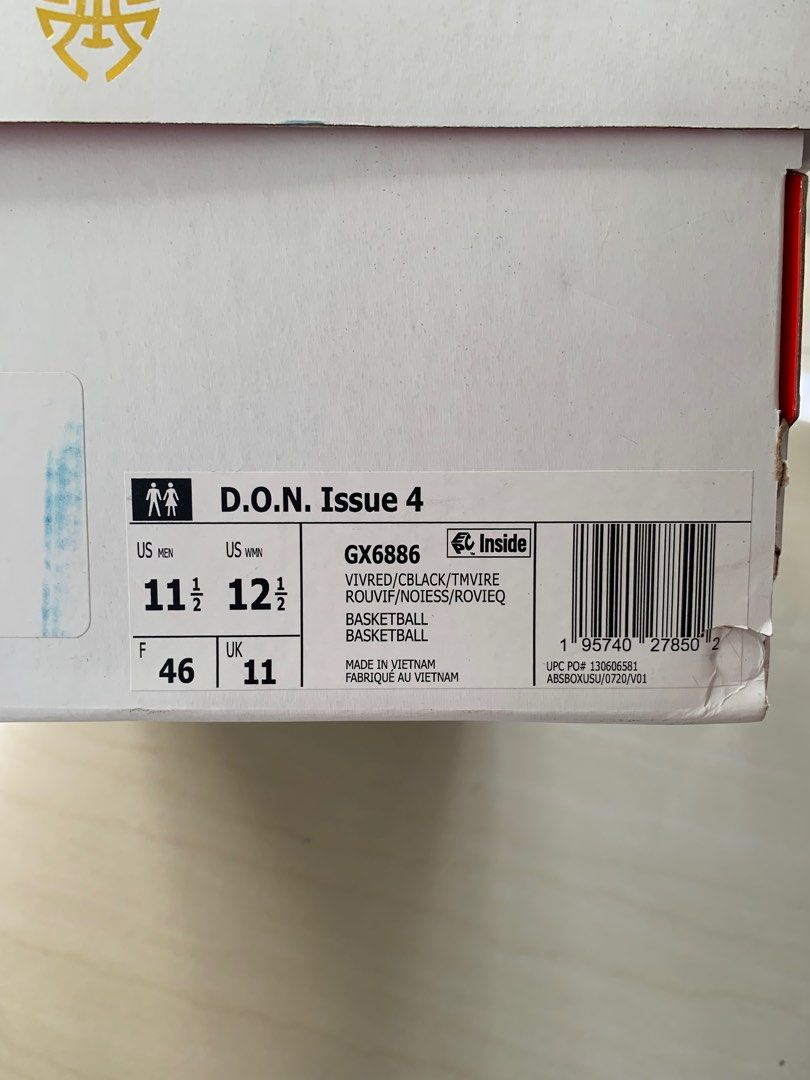 D.O.N. Issue 4
US MEN
11 1/2
US WMN
12 1/2
F
46
UK
11
GX6886
Inside
VIVRED/CBLACK/TMVIRE
ROUVIF/NOIESS/ROVIEQ
BASKETBALL
BASKETBALL
MADE IN VIETNAM
FABRIQUÉ AU VIETNAM
1 95740 27850 2
UPC PO# 130606581
ABSBOXUSU/0720/V01